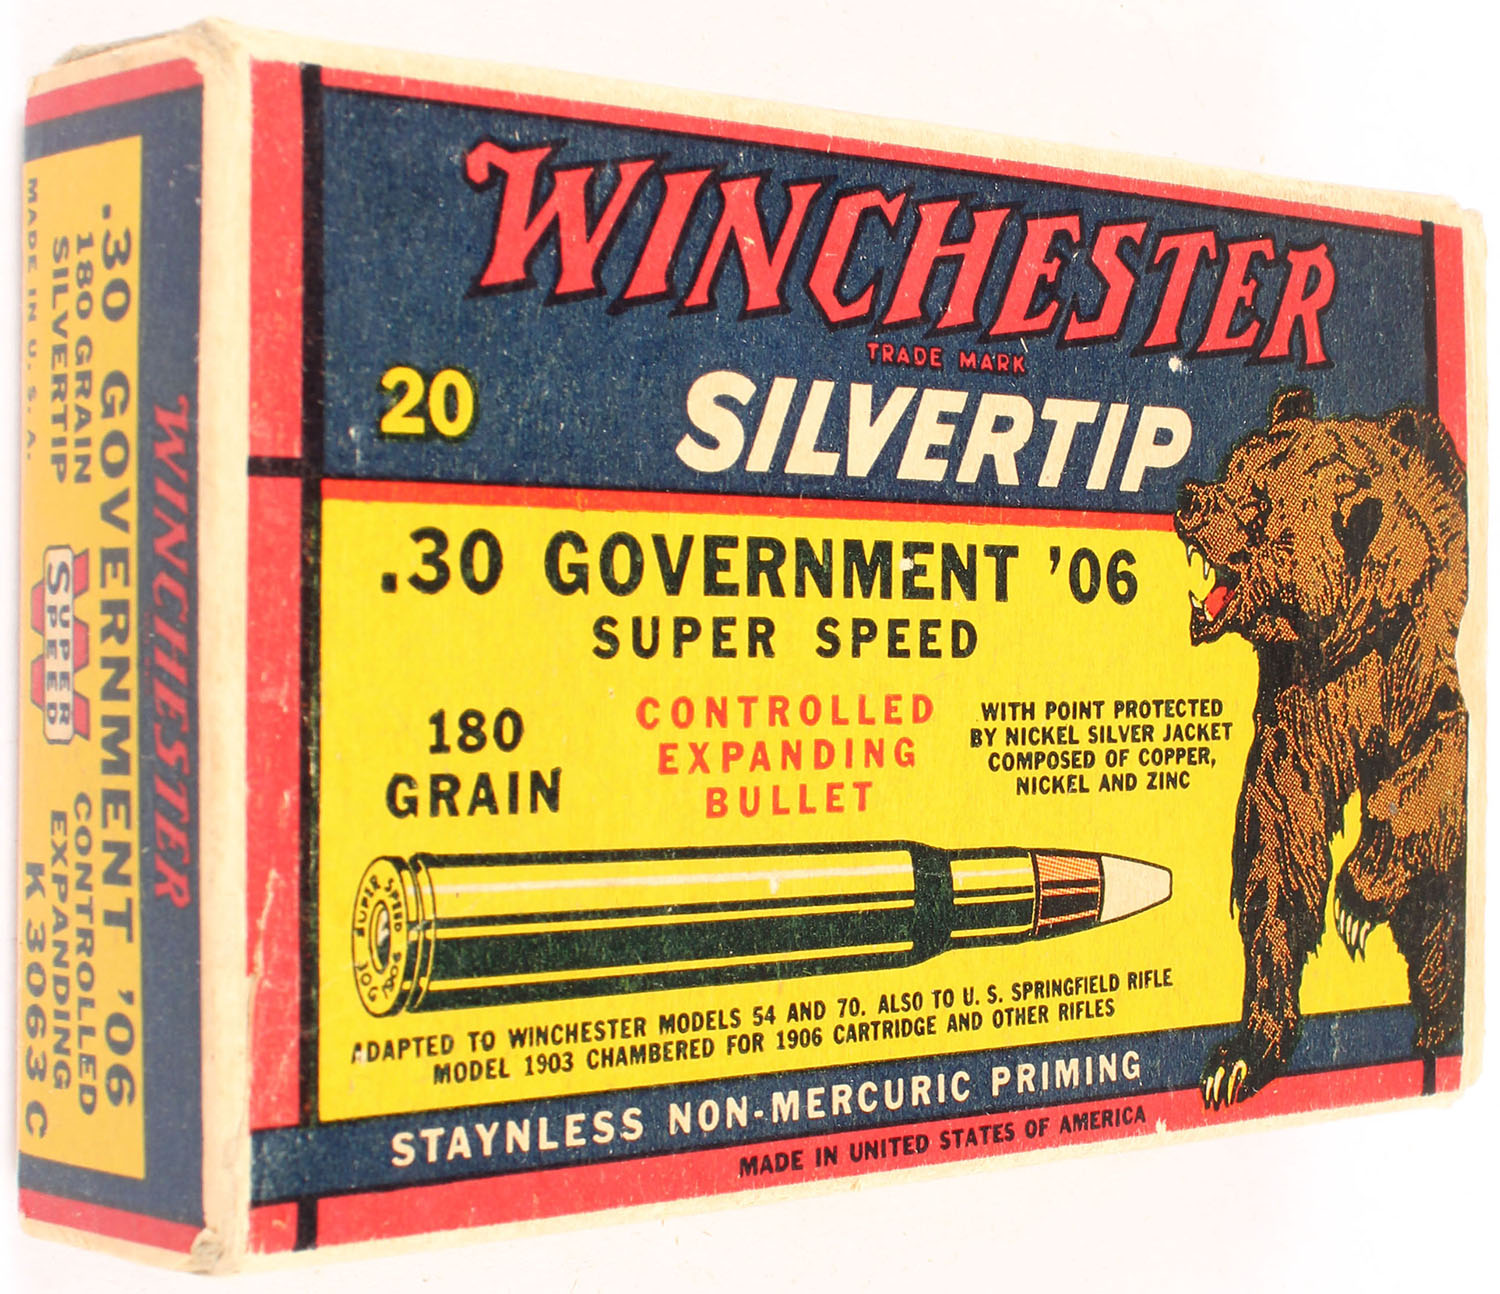 WINCHESTER
TRADE MARK
SILVERTIP
20
.30 GOVERNMENT '06
SUPER SPEED
180
GRAIN
CONTROLLED
EXPANDING
BULLET
WITH POINT PROTECTED
BY NICKEL SILVER JACKET
COMPOSED OF COPPER,
NICKEL AND ZINC
SUPER SPEED
ADAPTED TO WINCHESTER MODELS 54 AND 70. ALSO TO U. S. SPRINGFIELD RIFLE
MODEL 1903 CHAMBERED FOR 1906 CARTRIDGE AND OTHER RIFLES
STAYNLESS NON-MERCURIC PRIMING
MADE IN UNITED STATES OF AMERICA
WINCHESTER
.30 GOVERNMENT '06
180 GRAIN
SILVERTIP
MADE IN U. S. A.
W
SUPER
SPEED
CONTROLLED
EXPANDING
K 3063 C